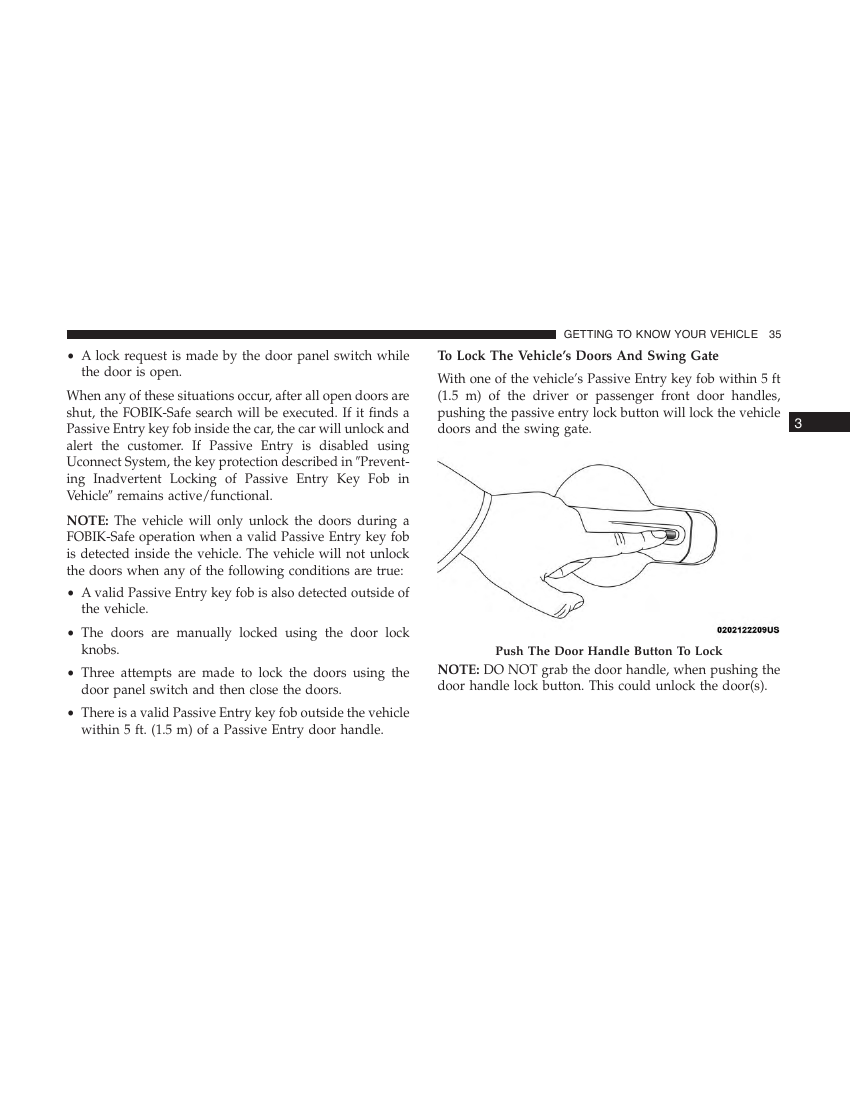 GETTING TO KNOW YOUR VEHICLE 35
• A lock request is made by the door panel switch while
the door is open.
When any of these situations occur, after all open doors are
shut, the FOBIK-Safe search will be executed. If it finds a
Passive Entry key fob inside the car, the car will unlock and
alert the customer. If Passive Entry is disabled using
Uconnect System, the key protection described in "Prevent-
ing Inadvertent Locking of Passive Entry Key Fob in
Vehicle" remains active/functional.
NOTE: The vehicle will only unlock the doors during a
FOBIK-Safe operation when a valid Passive Entry key fob
is detected inside the vehicle. The vehicle will not unlock
the doors when any of the following conditions are true:
• A valid Passive Entry key fob is also detected outside of
the vehicle.
• The doors are manually locked using the door lock
knobs.
• Three attempts are made to lock the doors using the
door panel switch and then close the doors.
• There is a valid Passive Entry key fob outside the vehicle
within 5 ft. (1.5 m) of a Passive Entry door handle.
To Lock The Vehicle's Doors And Swing Gate
With one of the vehicle's Passive Entry key fob within 5 ft
(1.5 m) of the driver or passenger front door handles,
pushing the passive entry lock button will lock the vehicle
doors and the swing gate.
0202122209US
Push The Door Handle Button To Lock
NOTE: DO NOT grab the door handle, when pushing the
door handle lock button. This could unlock the door(s).
3